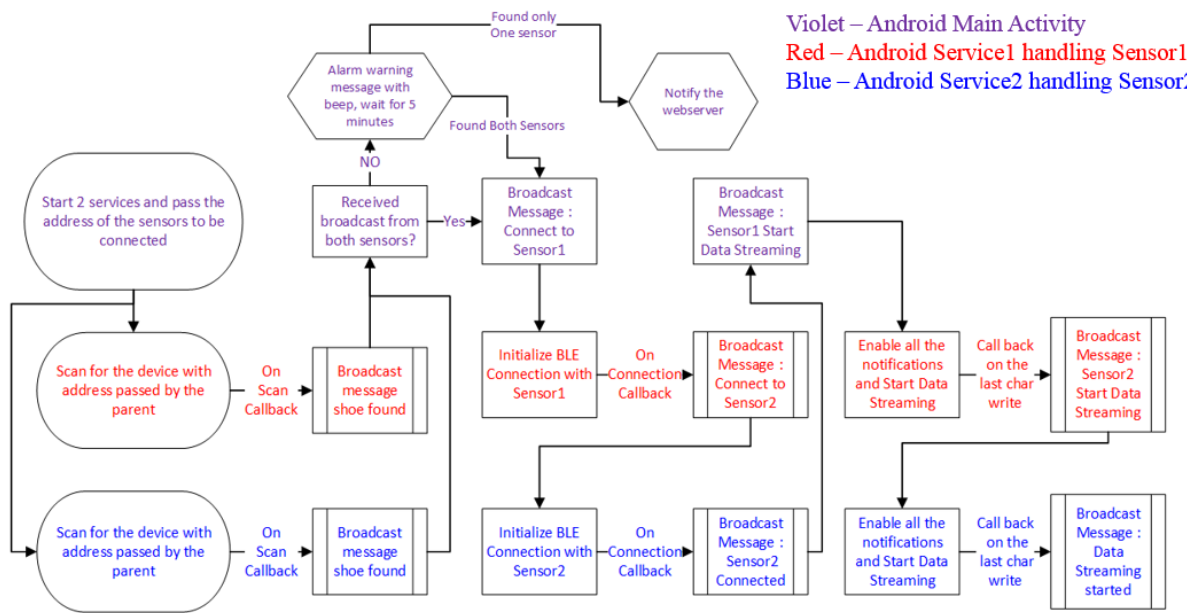 Found only
One sensor
Violet – Android Main Activity
Red – Android Service1 handling Sensor1
Blue – Android Service2 handling Sensor2
Alarm warning
message with
beep, wait for 5
minutes
Notify the
webserver
Found Both Sensors
NO
Start 2 services and pass the
address of the sensors to be
connected
Received
broadcast from
both sensors?
Yes
Broadcast
Message :
Connect to
Sensor1
Broadcast
Message :
Sensor1 Start
Data Streaming
Scan for the device with
address passed by the
parent
On
Scan
Callback
Broadcast
message
shoe found
Initialize BLE
Connection with
Sensor1
On
Connection
Callback
Broadcast
Message :
Connect to
Sensor2
Enable all the
notifications
and Start Data
Streaming
Call back
on the
last char
write
Broadcast
Message :
Sensor2
Start Data
Streaming
Scan for the device with
address passed by the
parent
On
Scan
Callback
Broadcast
message
shoe found
Initialize BLE
Connection with
Sensor2
On
Connection
Callback
Broadcast
Message :
Sensor2
Connected
Enable all the
notifications
and Start Data
Streaming
Call back
on the
last char
write
Broadcast
Message :
Data
Streaming
started